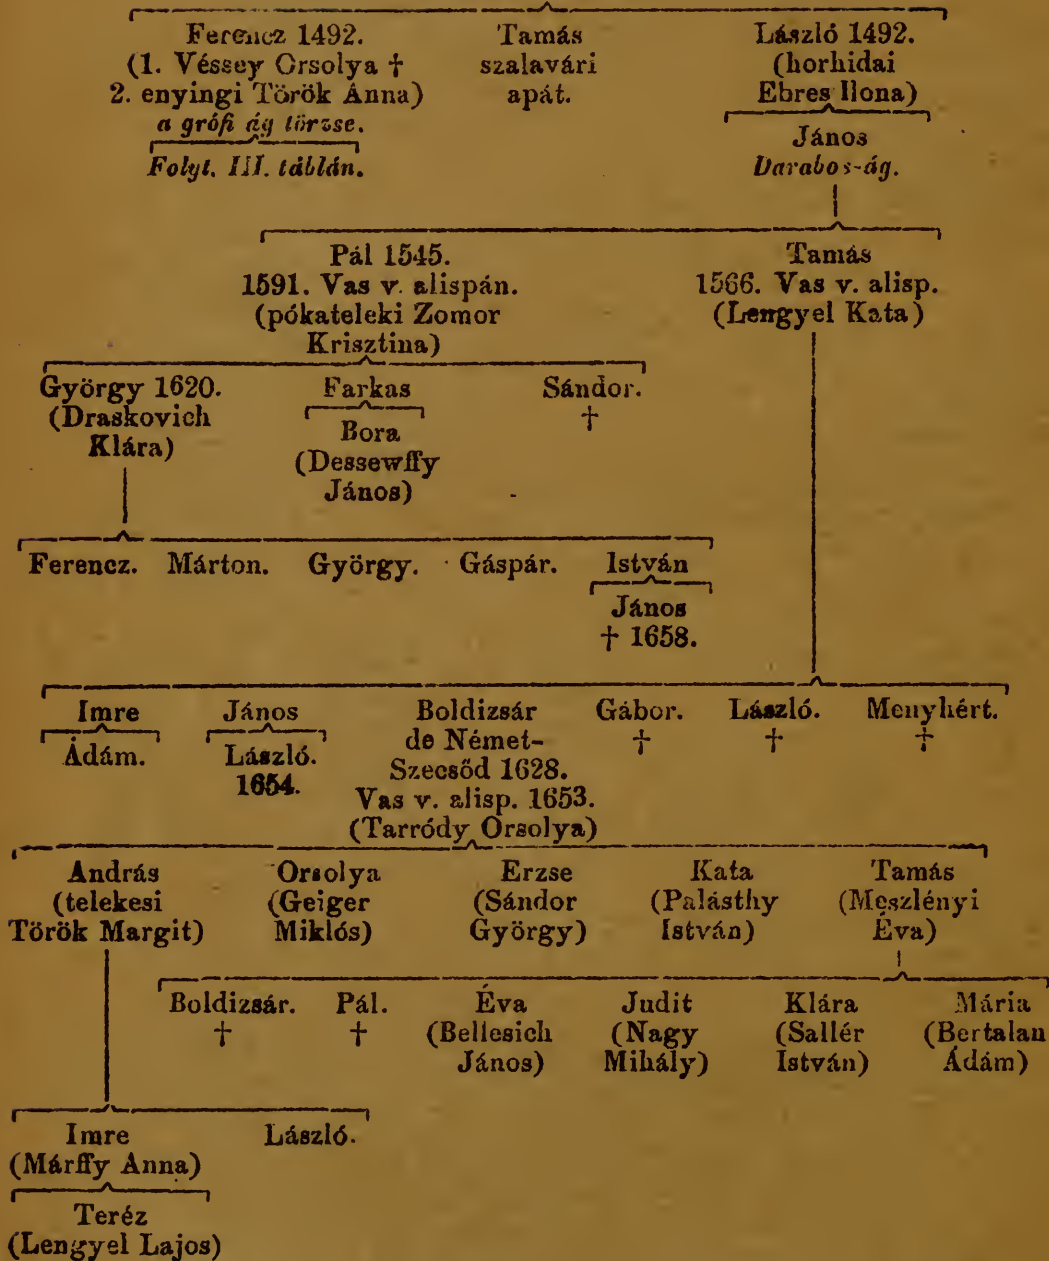 Ferencz 1492.
(1. Véssey Orsolya †
2. enyingi Török Anna)
a grófi ág törzse.
Folyt. III. táblán.
Tamás
szalavári
apát.
László 1492.
(horhidai
Ebres Ilona)
János
Darabos-ág.
Pál 1545.
1591. Vas v. alispán.
(pókateleki Zomor
Krisztina)
Tamás
1566. Vas v. alisp.
(Lengyel Kata)
György 1620.
(Draskovich
Klára)
Farkas
Bora
(Dessewffy
János)
Sándor.
†
Ferencz. Márton. György. Gáspár. István
János
† 1658.
Imre
Ádám.
János
László.
1654.
Boldizsár
de Német-
Szecsőd 1628.
Vas v. alisp. 1653.
(Tarródy Orsolya)
Gábor.
†
László.
†
Menyhért.
†
András
(telekesi
Török Margit)
Orsolya
(Geiger
Miklós)
Erzse
(Sándor
György)
Kata
(Palásthy
István)
Tamás
(Meszlényi
Éva)
Boldizsár.
†
Pál.
†
Éva
(Bellesich
János)
Judit
(Nagy
Mihály)
Klára
(Sallér
István)
Mária
(Bertalan
Ádám)
Imre
(Márffy Anna)
László.
Teréz
(Lengyel Lajos)